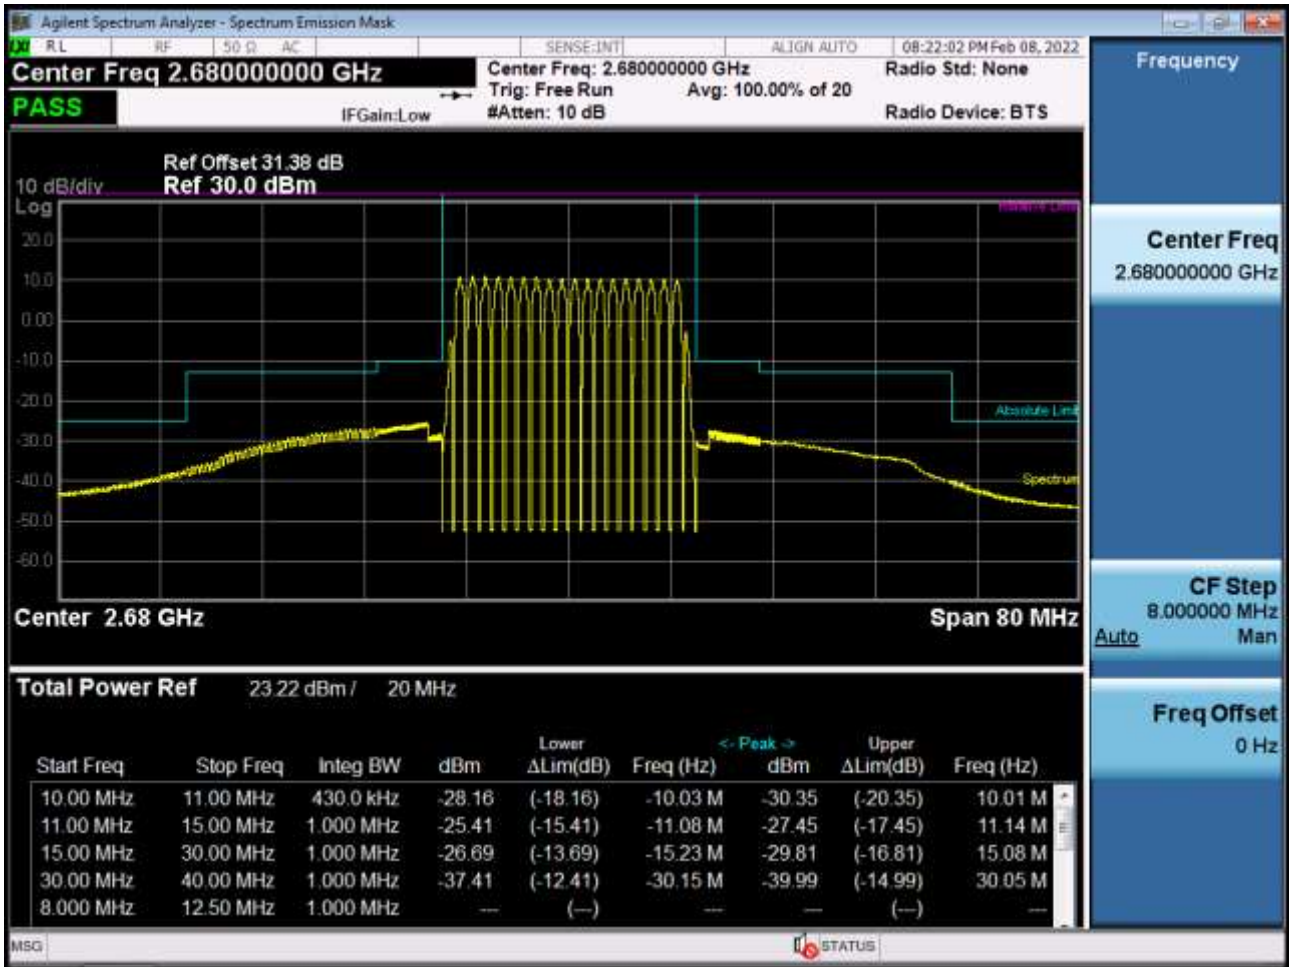 Agilent Spectrum Analyzer - Spectrum Emission Mask
LXI RL RF 50 Ω AC SENSE:INT ALIGN AUTO 08:22:02 PM Feb 08, 2022
Center Freq 2.680000000 GHz
Center Freq: 2.680000000 GHz
Radio Std: None
Trig: Free Run Avg: 100.00% of 20
PASS
IFGain:Low
#Atten: 10 dB
Radio Device: BTS
Ref Offset 31.38 dB
10 dB/div Ref 30.0 dBm
Log
20.0
10.0
0.00
-10.0
-20.0
Absolute Limit
-30.0
-40.0
Spectrum
-50.0
-60.0
Center 2.68 GHz Span 80 MHz
Total Power Ref 23.22 dBm / 20 MHz
Lower <- Peak -> Upper
Start Freq Stop Freq Integ BW dBm ΔLim(dB) Freq (Hz) dBm ΔLim(dB) Freq (Hz)
10.00 MHz 11.00 MHz 430.0 kHz -28.16 (-18.16) -10.03 M -30.35 (-20.35) 10.01 M
11.00 MHz 15.00 MHz 1.000 MHz -25.41 (-15.41) -11.08 M -27.45 (-17.45) 11.14 M
15.00 MHz 30.00 MHz 1.000 MHz -26.69 (-13.69) -15.23 M -29.81 (-16.81) 15.08 M
30.00 MHz 40.00 MHz 1.000 MHz -37.41 (-12.41) -30.15 M -39.99 (-14.99) 30.05 M
8.000 MHz 12.50 MHz 1.000 MHz --- (---) --- --- (---) ---
MSG STATUS
Frequency
Center Freq
2.680000000 GHz
CF Step
8.000000 MHz
Auto Man
Freq Offset
0 Hz